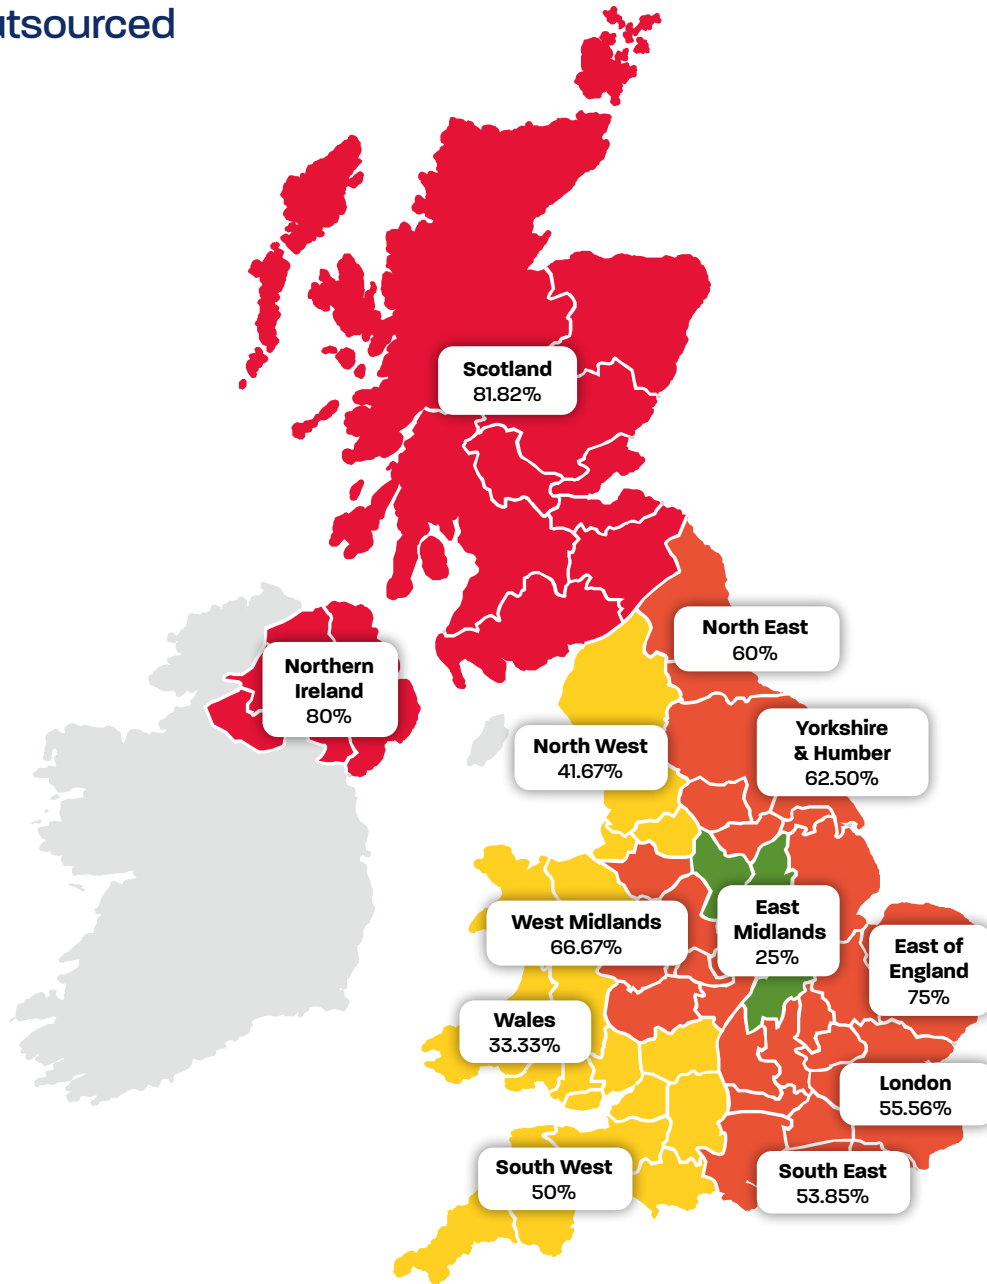 utsourced
Scotland
81.82%
North East
60%
Northern
Ireland
80%
Yorkshire
& Humber
62.50%
North West
41.67%
East
Midlands
25%
West Midlands
66.67%
East of
England
75%
Wales
33.33%
London
55.56%
South West
50%
South East
53.85%